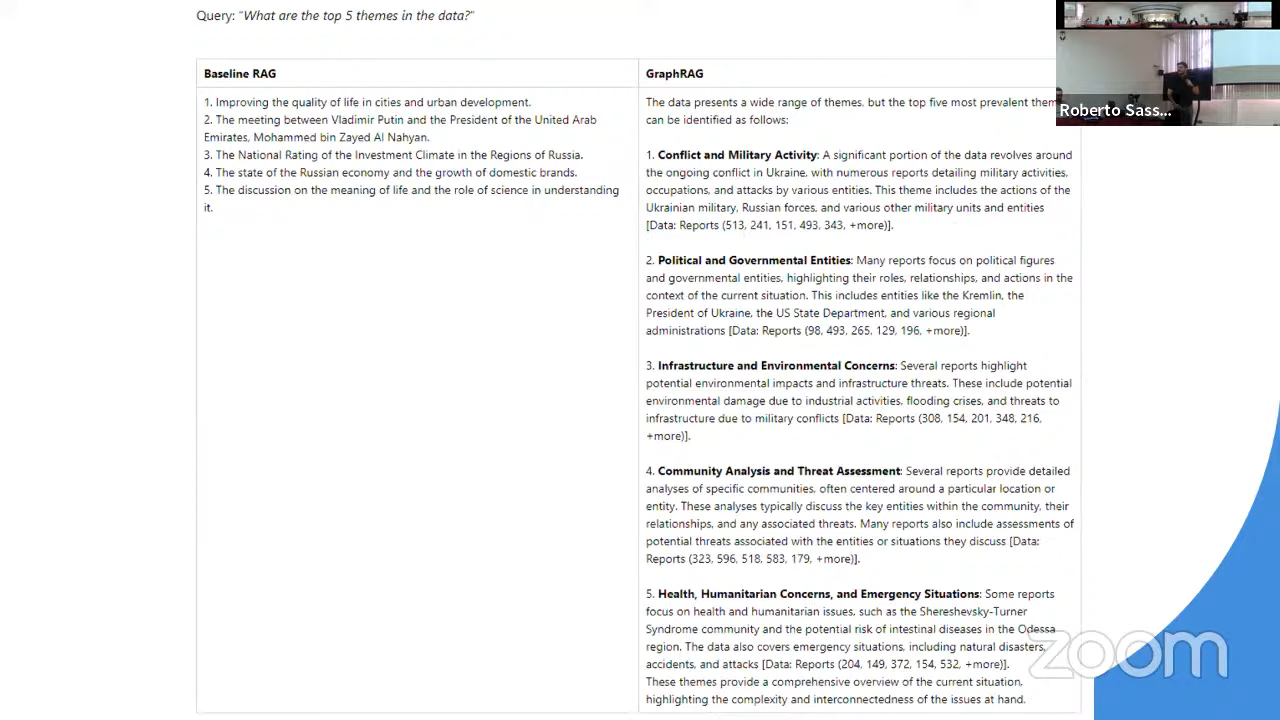 Query: "What are the top 5 themes in the data?"
Baseline RAG
1. Improving the quality of life in cities and urban development.
2. The meeting between Vladimir Putin and the President of the United Arab
Emirates, Mohammed bin Zayed Al Nahyan.
3. The National Rating of the Investment Climate in the Regions of Russia.
4. The state of the Russian economy and the growth of domestic brands.
5. The discussion on the meaning of life and the role of science in understanding
it.
GraphRAG
The data presents a wide range of themes, but the top five most prevalent them
can be identified as follows:
1. Conflict and Military Activity: A significant portion of the data revolves around
the ongoing conflict in Ukraine, with numerous reports detailing military activities,
occupations, and attacks by various entities. This theme includes the actions of the
Ukrainian military, Russian forces, and various other military units and entities
[Data: Reports (513, 241, 151, 493, 343, +more)].
2. Political and Governmental Entities: Many reports focus on political figures
and governmental entities, highlighting their roles, relationships, and actions in the
context of the current situation. This includes entities like the Kremlin, the
President of Ukraine, the US State Department, and various regional
administrations [Data: Reports (98, 493, 265, 129, 196, +more)].
3. Infrastructure and Environmental Concerns: Several reports highlight
potential environmental impacts and infrastructure threats. These include potential
environmental damage due to industrial activities, flooding crises, and threats to
infrastructure due to military conflicts [Data: Reports (308, 154, 201, 348, 216,
+more)].
4. Community Analysis and Threat Assessment: Several reports provide detailed
analyses of specific communities, often centered around a particular location or
entity. These analyses typically discuss the key entities within the community, their
relationships, and any associated threats. Many reports also include assessments of
potential threats associated with the entities or situations they discuss [Data:
Reports (323, 596, 518, 583, 179, +more)].
5. Health, Humanitarian Concerns, and Emergency Situations: Some reports
focus on health and humanitarian issues, such as the Shereshevsky-Turner
Syndrome community and the potential risk of intestinal diseases in the Odessa
region. The data also covers emergency situations, including natural disasters,
accidents, and attacks [Data: Reports (204, 149, 372, 154, 532, +more)].
These themes provide a comprehensive overview of the current situation,
highlighting the complexity and interconnectedness of the issues at hand.
Roberto Sass...
zoom